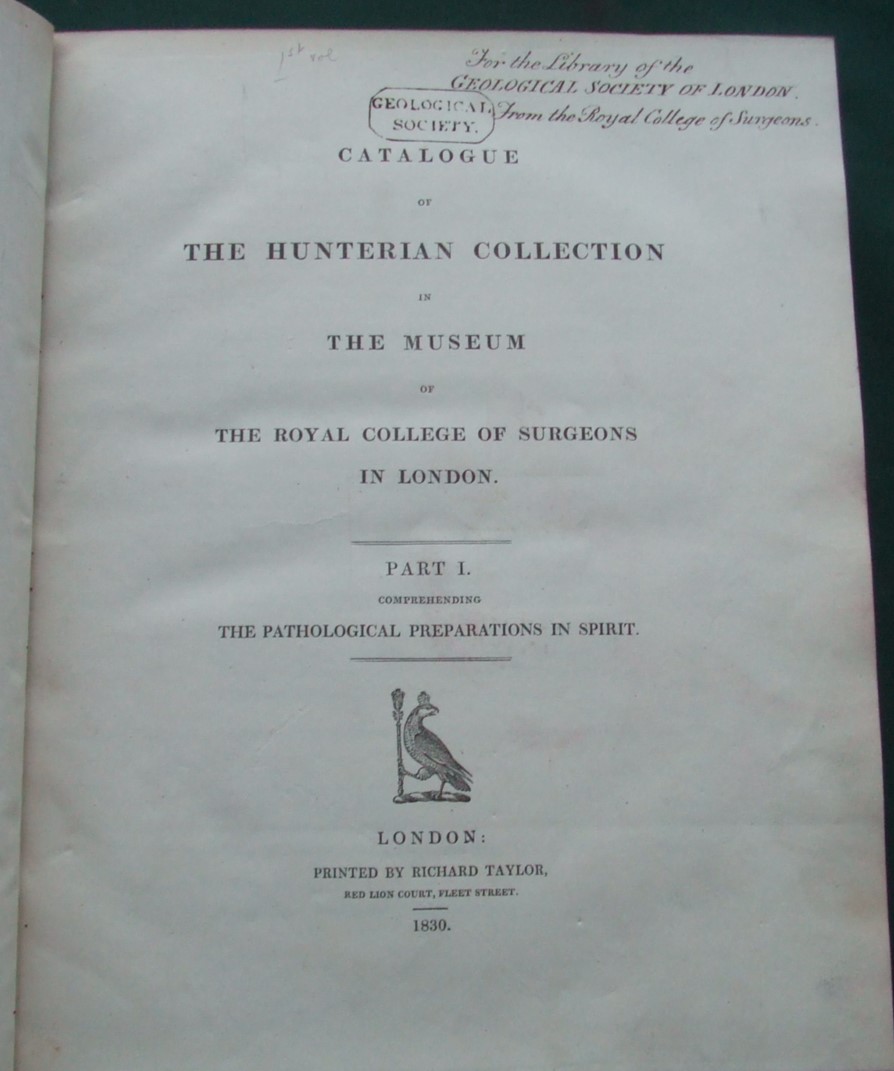 1st vol
For the Library of the
GEOLOGICAL SOCIETY OF LONDON.
From the Royal College of Surgeons.
GEOLOGICAL
SOCIETY.
CATALOGUE
OF
THE HUNTERIAN COLLECTION
IN
THE MUSEUM
OF
THE ROYAL COLLEGE OF SURGEONS
IN LONDON.
PART I.
COMPREHENDING
THE PATHOLOGICAL PREPARATIONS IN SPIRIT.
LONDON:
PRINTED BY RICHARD TAYLOR,
RED LION COURT, FLEET STREET.
1830.